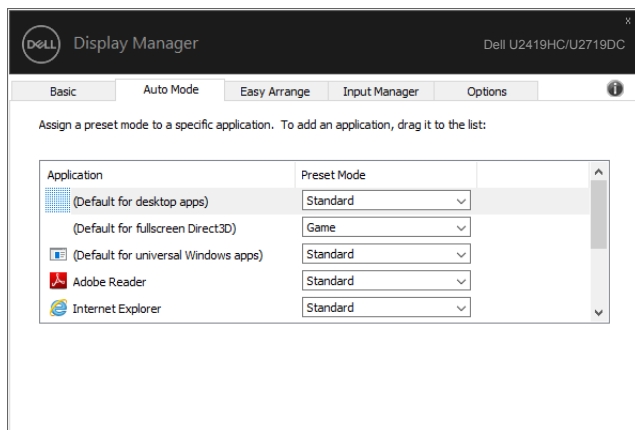 x
DELL Display Manager Dell U2419HC/U2719DC
Basic Auto Mode Easy Arrange Input Manager Options i
Assign a preset mode to a specific application. To add an application, drag it to the list:
Application Preset Mode
(Default for desktop apps) Standard
(Default for fullscreen Direct3D) Game
(Default for universal Windows apps) Standard
Adobe Reader Standard
Internet Explorer Standard